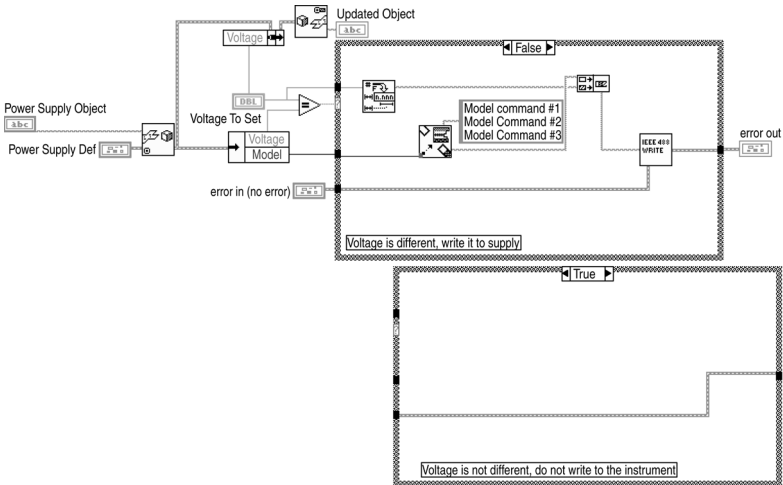 Updated Object
abc
Voltage
False
DBL
Voltage To Set
=
Power Supply Object
abc
Voltage
Model
Power Supply Def
Model command #1
Model Command #2
Model Command #3
IEEE 488
WRITE
error out
error in (no error)
Voltage is different, write it to supply
True
Voltage is not different, do not write to the instrument